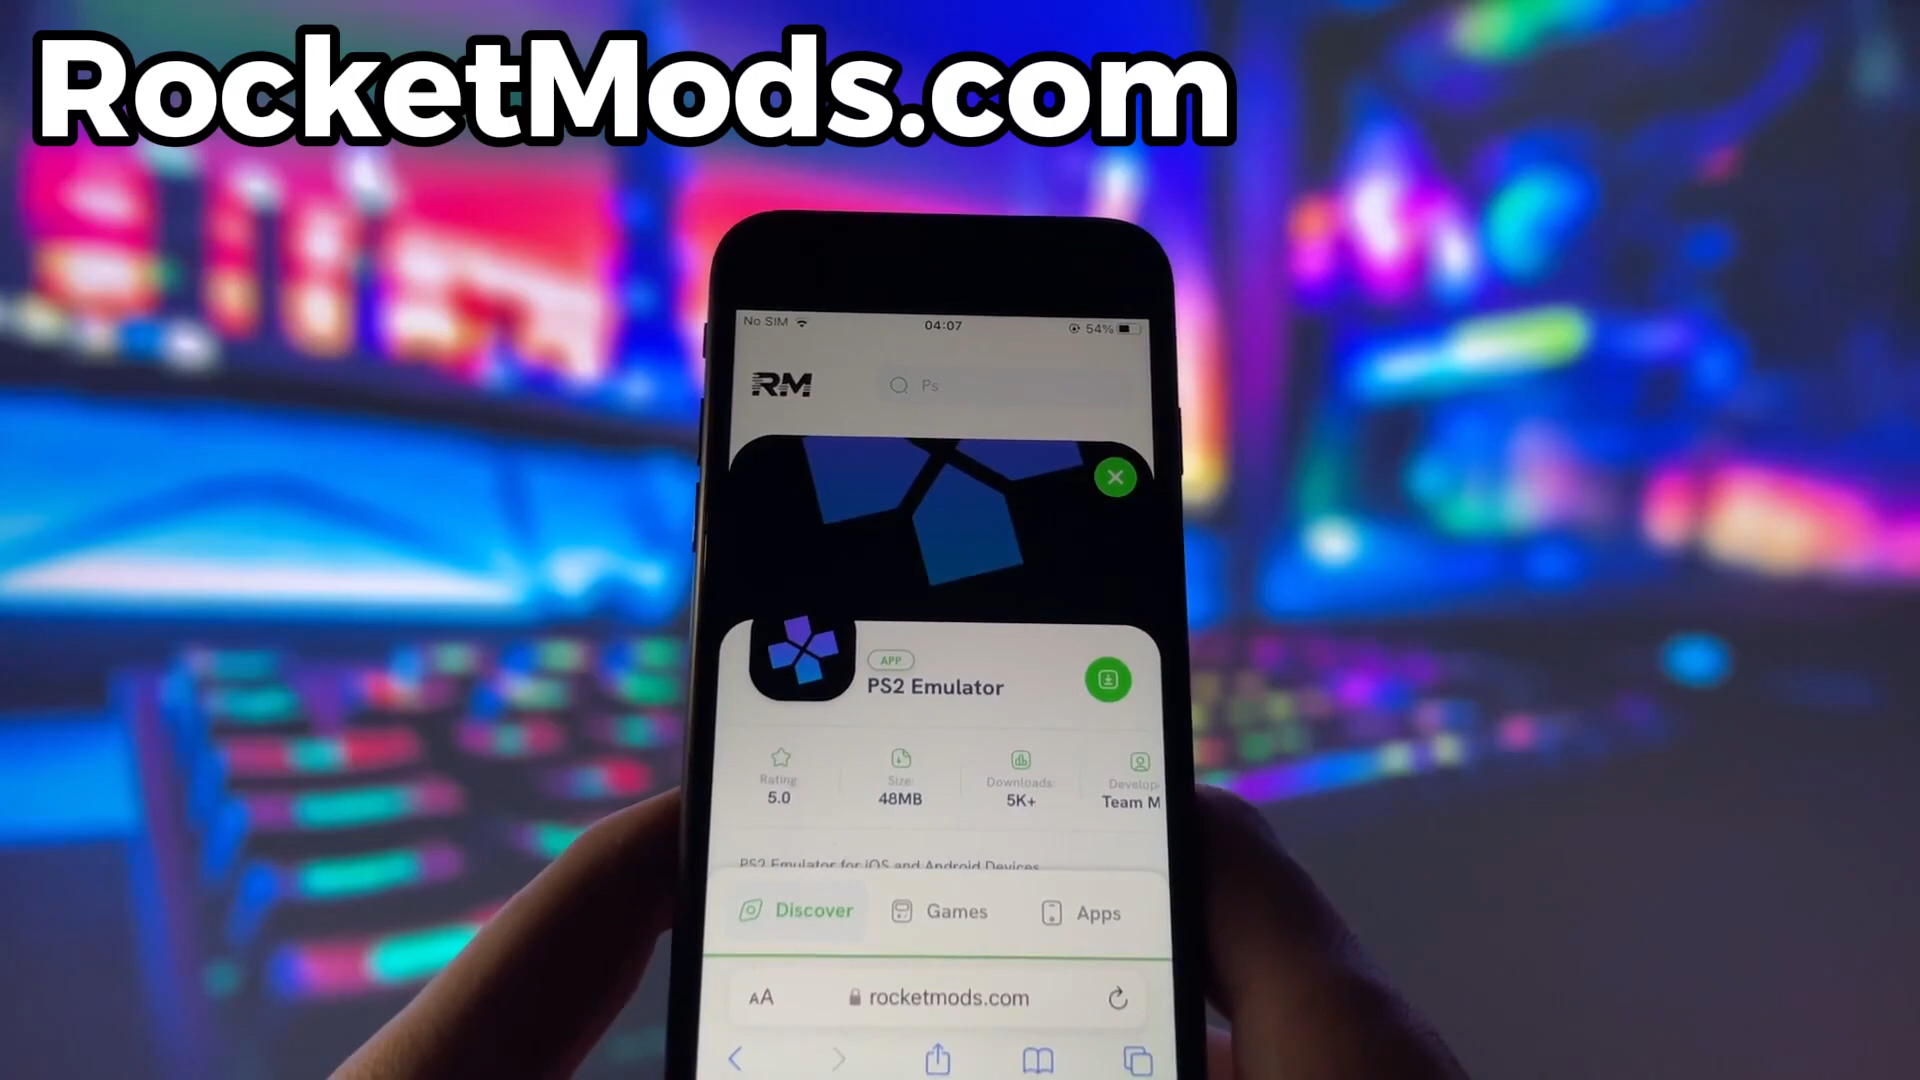 RocketMods.com
No SIM 04:07 54%
RM Ps
APP
PS2 Emulator
Rating: Size: Downloads: Develop
5.0 48MB 5K+ Team M
PS2 Emulator for iOS and Android Devices
Discover Games Apps
AA rocketmods.com